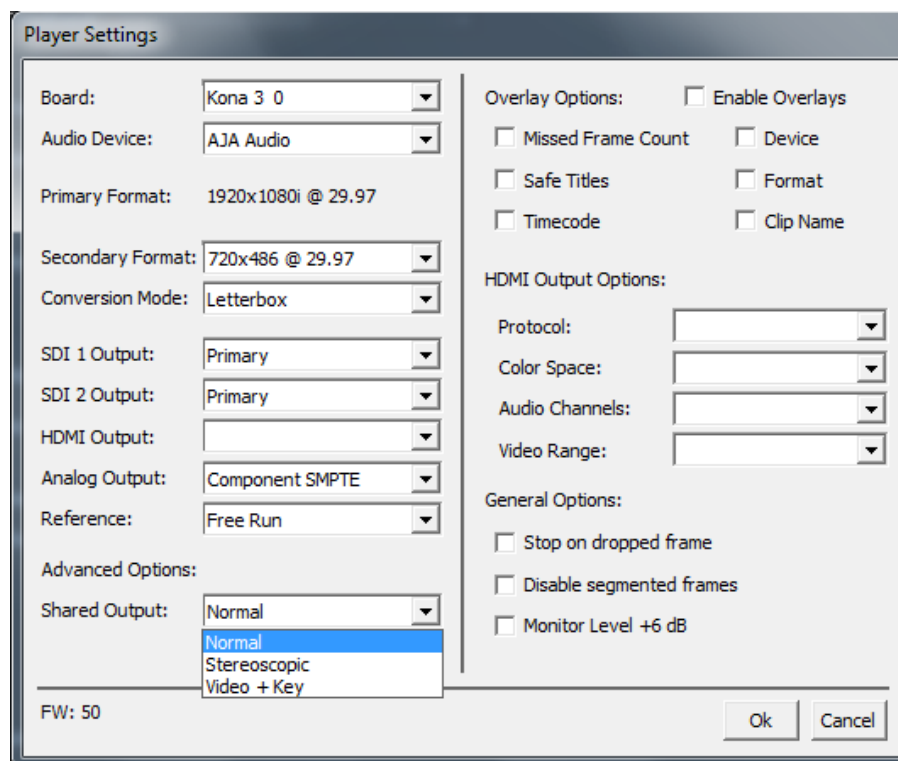 Player Settings
Board: Kona 3 0
Audio Device: AJA Audio
Primary Format: 1920x1080i @ 29.97
Secondary Format: 720x486 @ 29.97
Conversion Mode: Letterbox
SDI 1 Output: Primary
SDI 2 Output: Primary
HDMI Output:
Analog Output: Component SMPTE
Reference: Free Run
Advanced Options:
Shared Output: Normal
Normal
Stereoscopic
Video + Key
Overlay Options: Enable Overlays
Missed Frame Count Device
Safe Titles Format
Timecode Clip Name
HDMI Output Options:
Protocol:
Color Space:
Audio Channels:
Video Range:
General Options:
Stop on dropped frame
Disable segmented frames
Monitor Level +6 dB
FW: 50
Ok Cancel